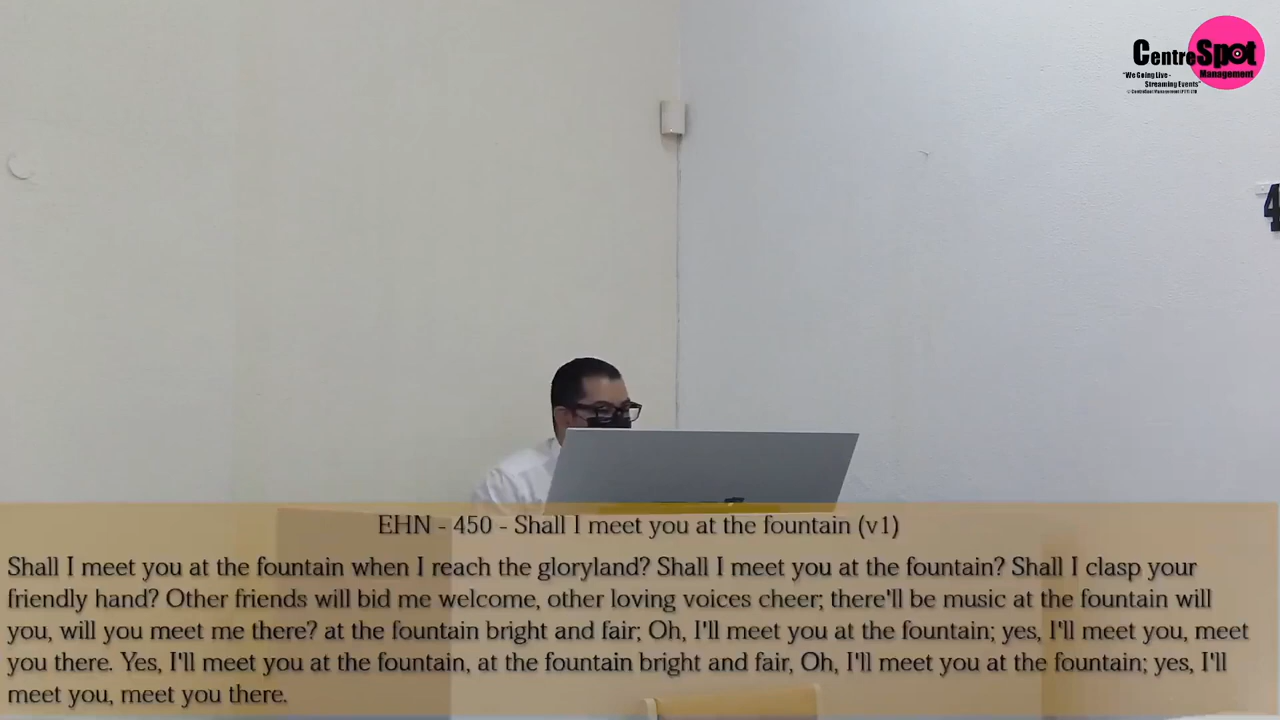 CentreSpot
Management
"We Going Live -
Streaming Events"
© CentreSpot Management (PTY) LTD
4
EHN - 450 - Shall I meet you at the fountain (v1)
Shall I meet you at the fountain when I reach the gloryland? Shall I meet you at the fountain? Shall I clasp your
friendly hand? Other friends will bid me welcome, other loving voices cheer; there'll be music at the fountain will
you, will you meet me there? at the fountain bright and fair; Oh, I'll meet you at the fountain; yes, I'll meet you, meet
you there. Yes, I'll meet you at the fountain, at the fountain bright and fair, Oh, I'll meet you at the fountain; yes, I'll
meet you, meet you there.